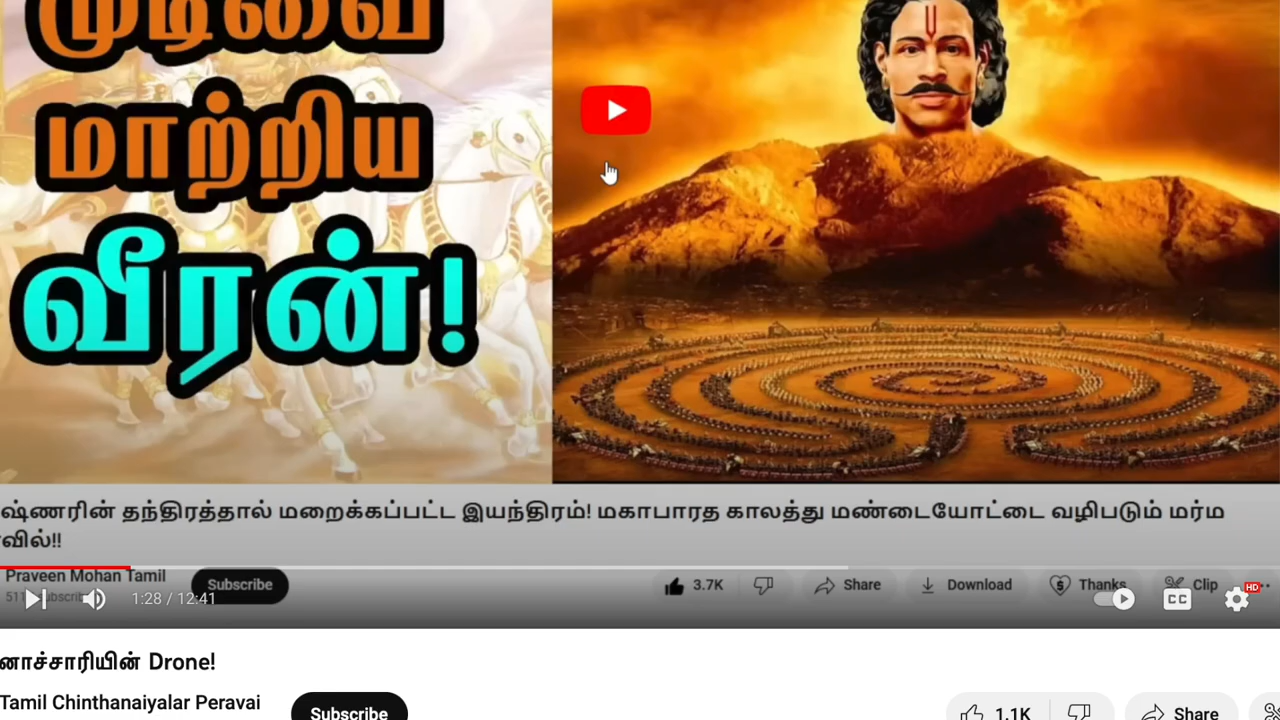 முடிவை
மாற்றிய
வீரன்!
ஷ்ணரின் தந்திரத்தால் மறைக்கப்பட்ட இயந்திரம்! மகாபாரத காலத்து மண்டையோட்டை வழிபடும் மர்ம
வில்!!
Praveen Mohan Tamil
Subscribe
3.7K
Share
Download
Thanks
Clip
1:28 / 12:41
CC
HD
னாச்சாரியின் Drone!
Tamil Chinthanaiyalar Peravai
Subscribe
1.1K
Share